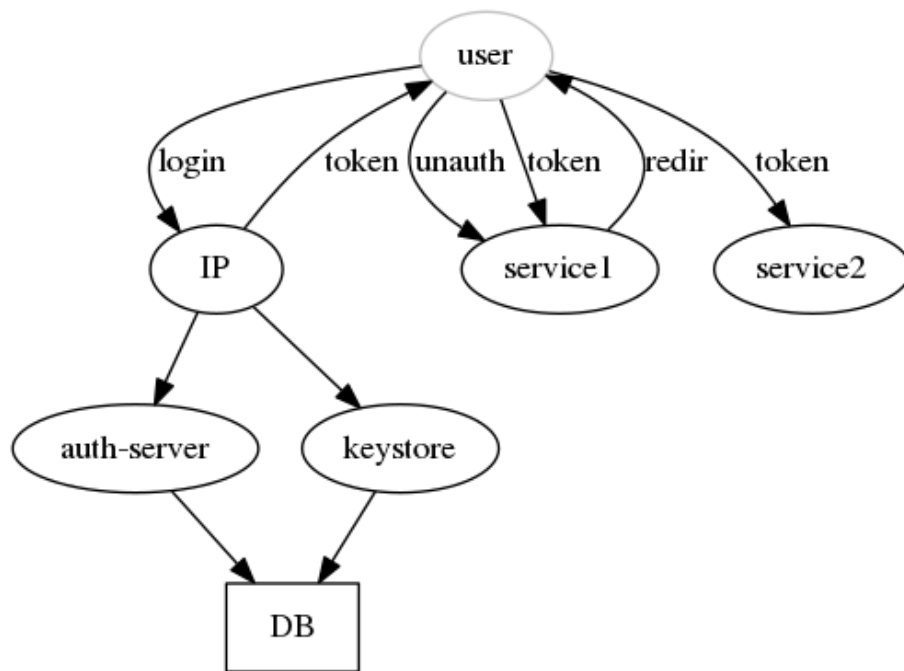 user
login
token
unauth
token
redir
token
IP
service1
service2
auth-server
keystore
DB